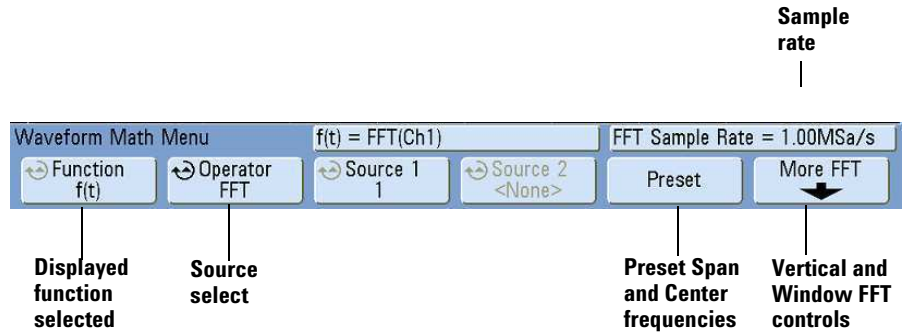 Sample
rate
Waveform Math Menu
f(t) = FFT(Ch1)
FFT Sample Rate = 1.00MSa/s
Function
f(t)
Operator
FFT
Source 1
1
Source 2
<None>
Preset
More FFT
Displayed
function
selected
Source
select
Preset Span
and Center
frequencies
Vertical and
Window FFT
controls